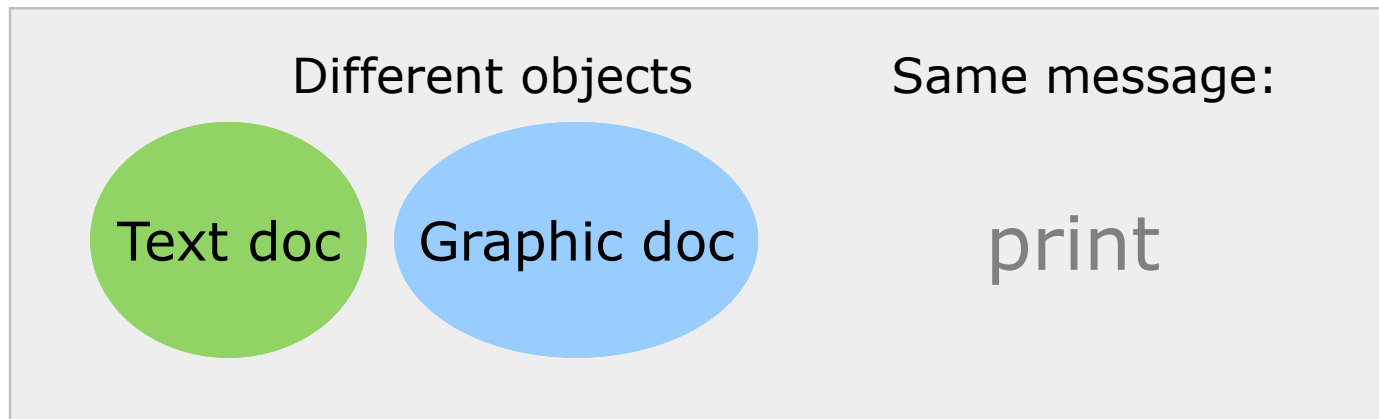 Different objects
Same message:
Text doc
Graphic doc
print